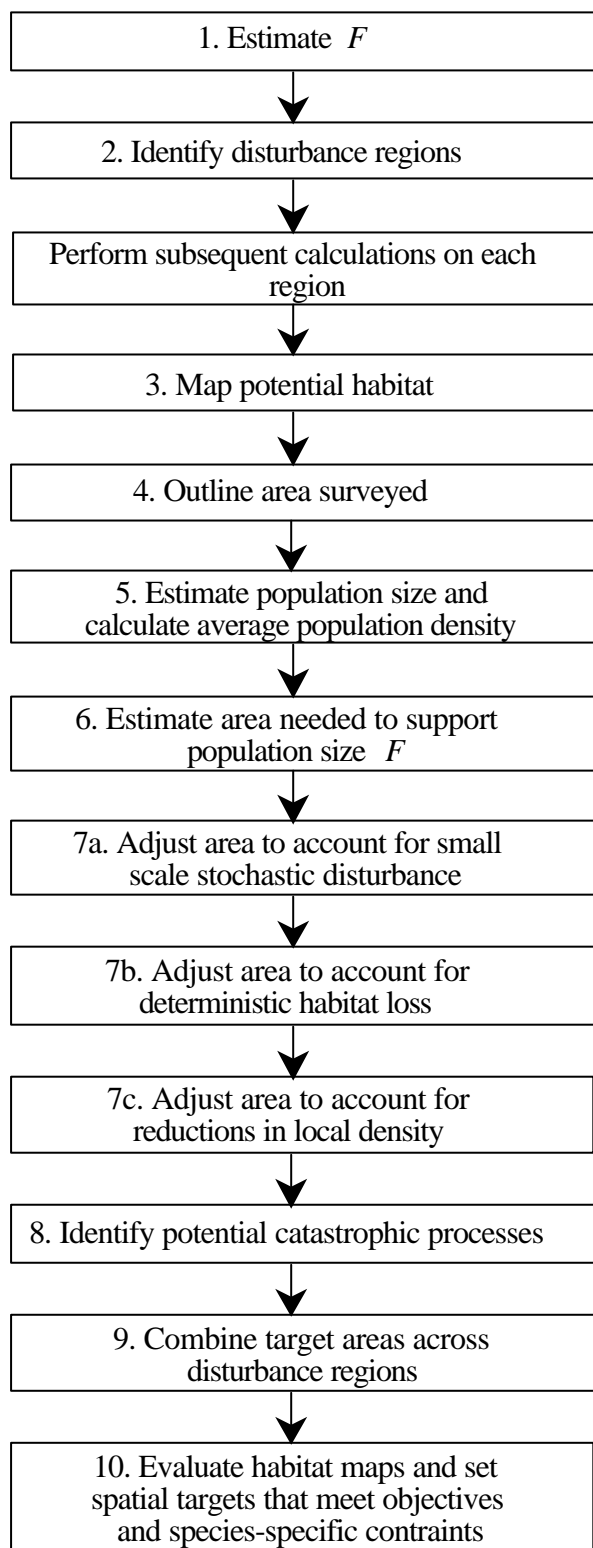 1. Estimate F
2. Identify disturbance regions
Perform subsequent calculations on each
region
3. Map potential habitat
4. Outline area surveyed
5. Estimate population size and
calculate average population density
6. Estimate area needed to support
population size F
7a. Adjust area to account for small
scale stochastic disturbance
7b. Adjust area to account for
deterministic habitat loss
7c. Adjust area to account for
reductions in local density
8. Identify potential catastrophic processes
9. Combine target areas across
disturbance regions
10. Evaluate habitat maps and set
spatial targets that meet objectives
and species-specific contraints